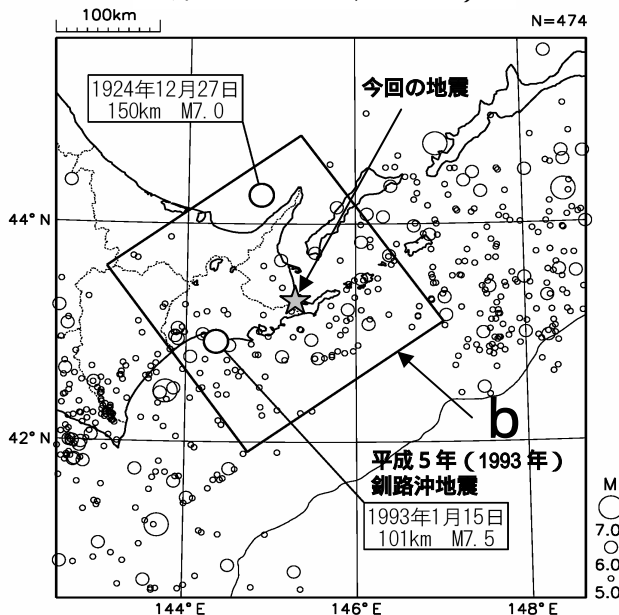 100km
N=474
1924年12月27日
150km M7.0
今回の地震
44°N
42°N
b
平成５年（1993 年）
釧路沖地震
1993年1月15日
101km M7.5
M
7.0
6.0
5.0
144°E
146°E
148°E